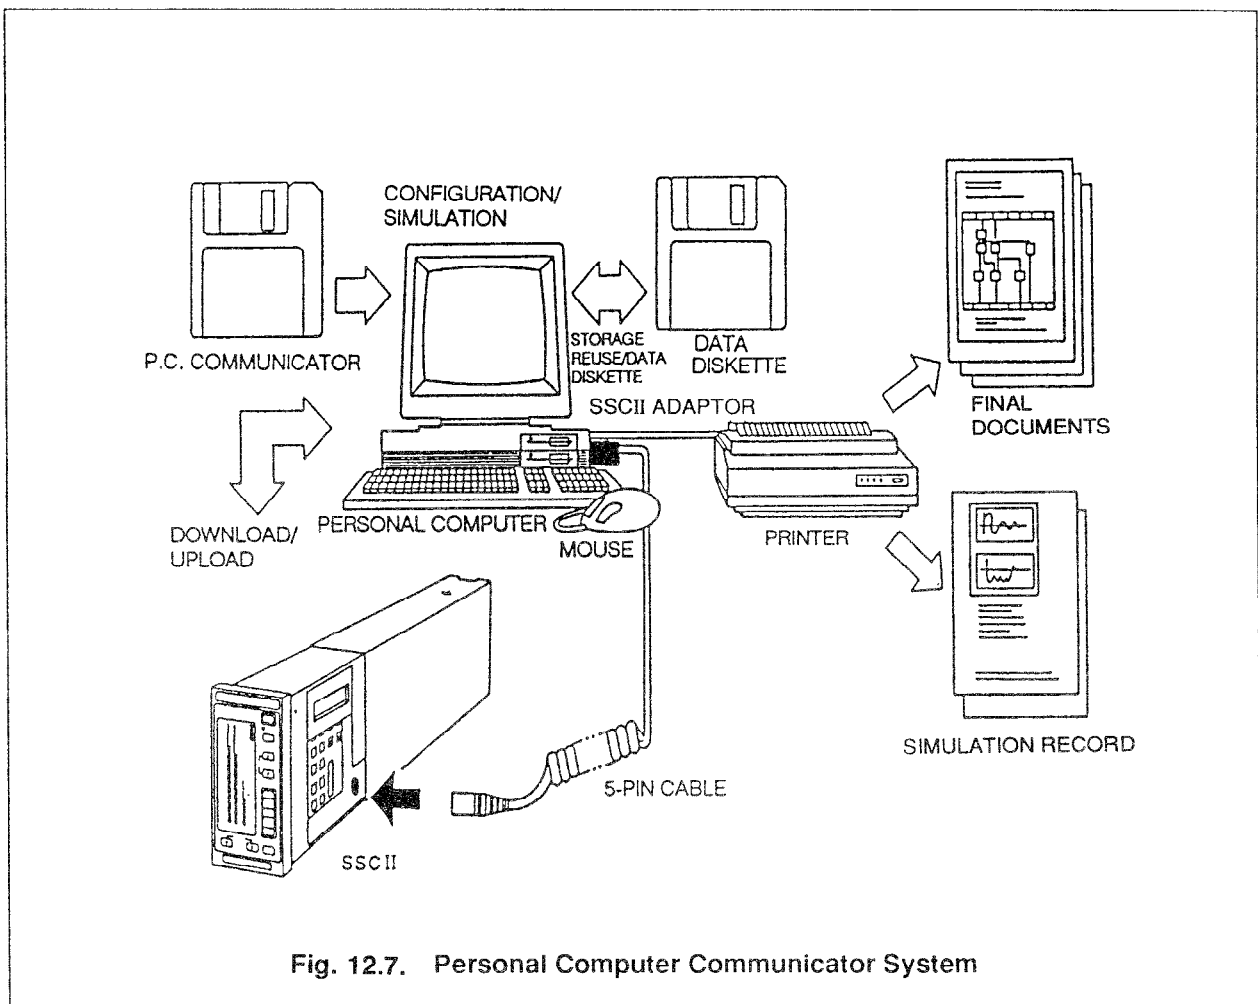 CONFIGURATION/
SIMULATION
P.C. COMMUNICATOR
STORAGE
REUSE/DATA
DISKETTE
DATA
DISKETTE
SSCII ADAPTOR
FINAL
DOCUMENTS
DOWNLOAD/
UPLOAD
PERSONAL COMPUTER
MOUSE
PRINTER
SIMULATION RECORD
5-PIN CABLE
SSCII
Fig. 12.7. Personal Computer Communicator System